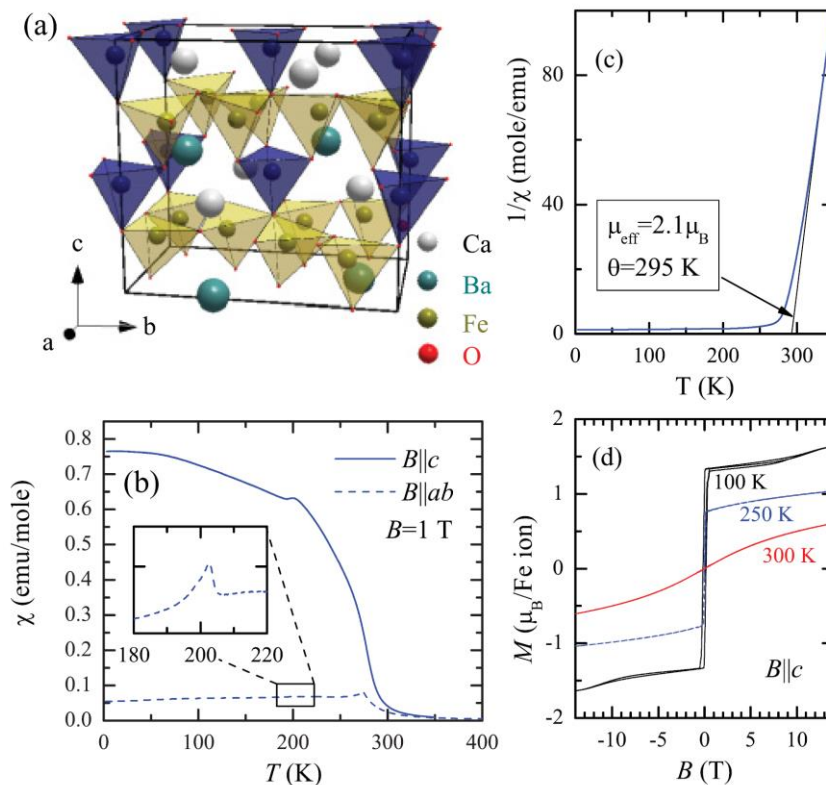 (a)
c
a
b
Ca
Ba
Fe
O
(c)
1/χ (mole/emu)
80
40
0
μeff=2.1μB
θ=295 K
0 100 200 300
T (K)
(b)
χ (emu/mole)
0.8
0.7
0.6
0.5
0.4
0.3
0.2
0.1
0.0
B||c
B||ab
B=1 T
180 200 220
0 100 200 300 400
T (K)
(d)
M (μB/Fe ion)
2
1
0
-1
-2
100 K
250 K
300 K
B||c
-10 -5 0 5 10
B (T)